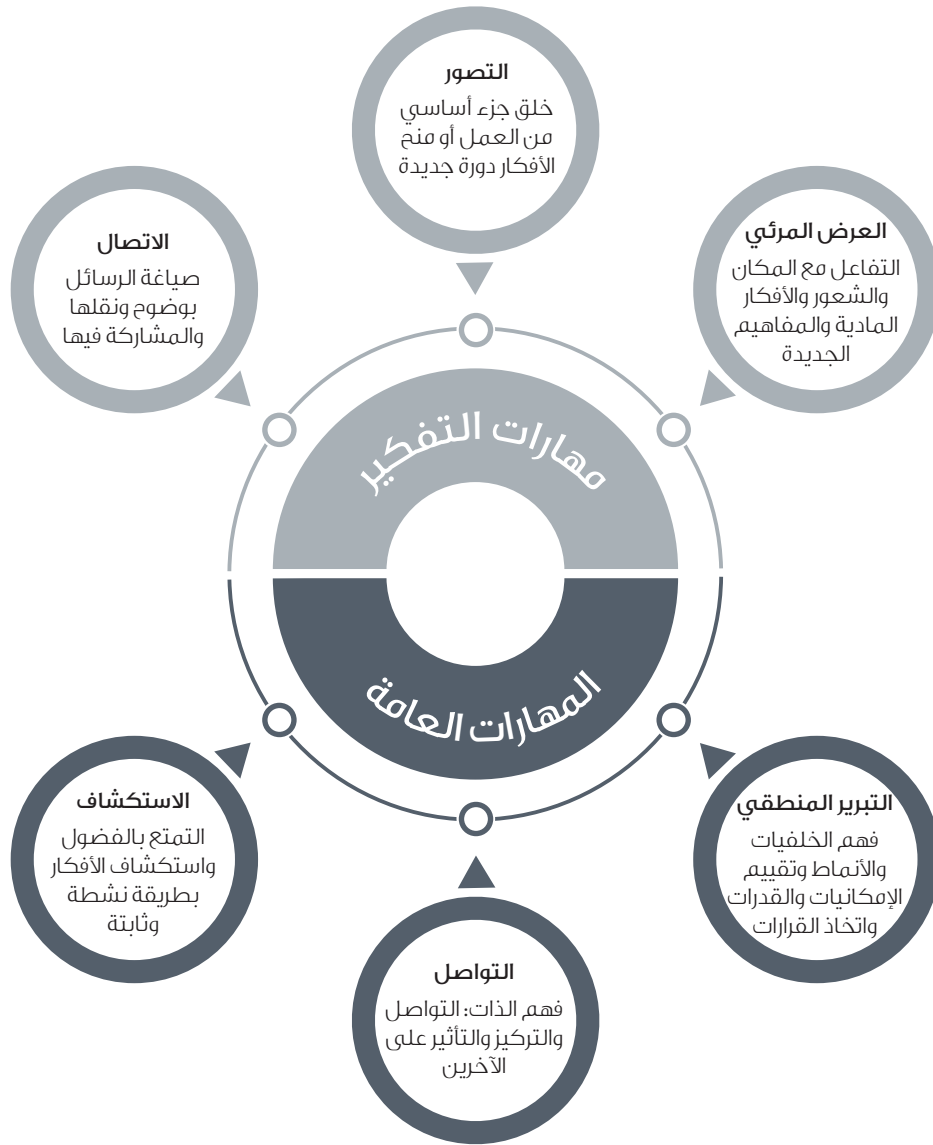 التصور
خلق جزء أساسي
من العمل أو منح
الأفكار دورة جديدة
العرض المرئي
التفاعل مع المكان
والشعور والأفكار
المادية والمفاهيم
الجديدة
الاتصال
صياغة الرسائل
بوضوح ونقلها
والمشاركة فيها
مهارات التفكير
المهارات العامة
التبرير المنطقي
فهم الخلفيات
والأنماط وتقييم
الإمكانيات والقدرات
واتخاذ القرارات
الاستكشاف
التمتع بالفضول
واستكشاف الأفكار
بطريقة نشطة
وثابتة
التواصل
فهم الذات: التواصل
والتركيز والتأثير على
الآخرين